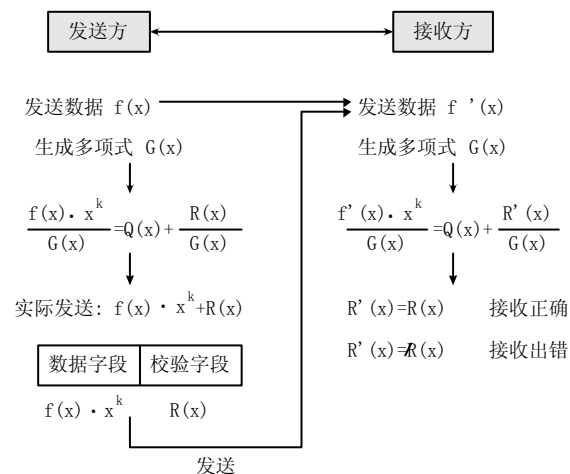 发送方
接收方
发送数据 f(x)
发送数据 f '(x)
生成多项式 G(x)
生成多项式 G(x)
f(x)· x^k
G(x)
=Q(x)+
R(x)
G(x)
f'(x)· x^k
G(x)
=Q(x)+
R'(x)
G(x)
实际发送: f(x)· x^k+R(x)
R'(x)=R(x) 接收正确
R'(x)≠R(x) 接收出错
数据字段 校验字段
f(x)· x^k R(x)
发送